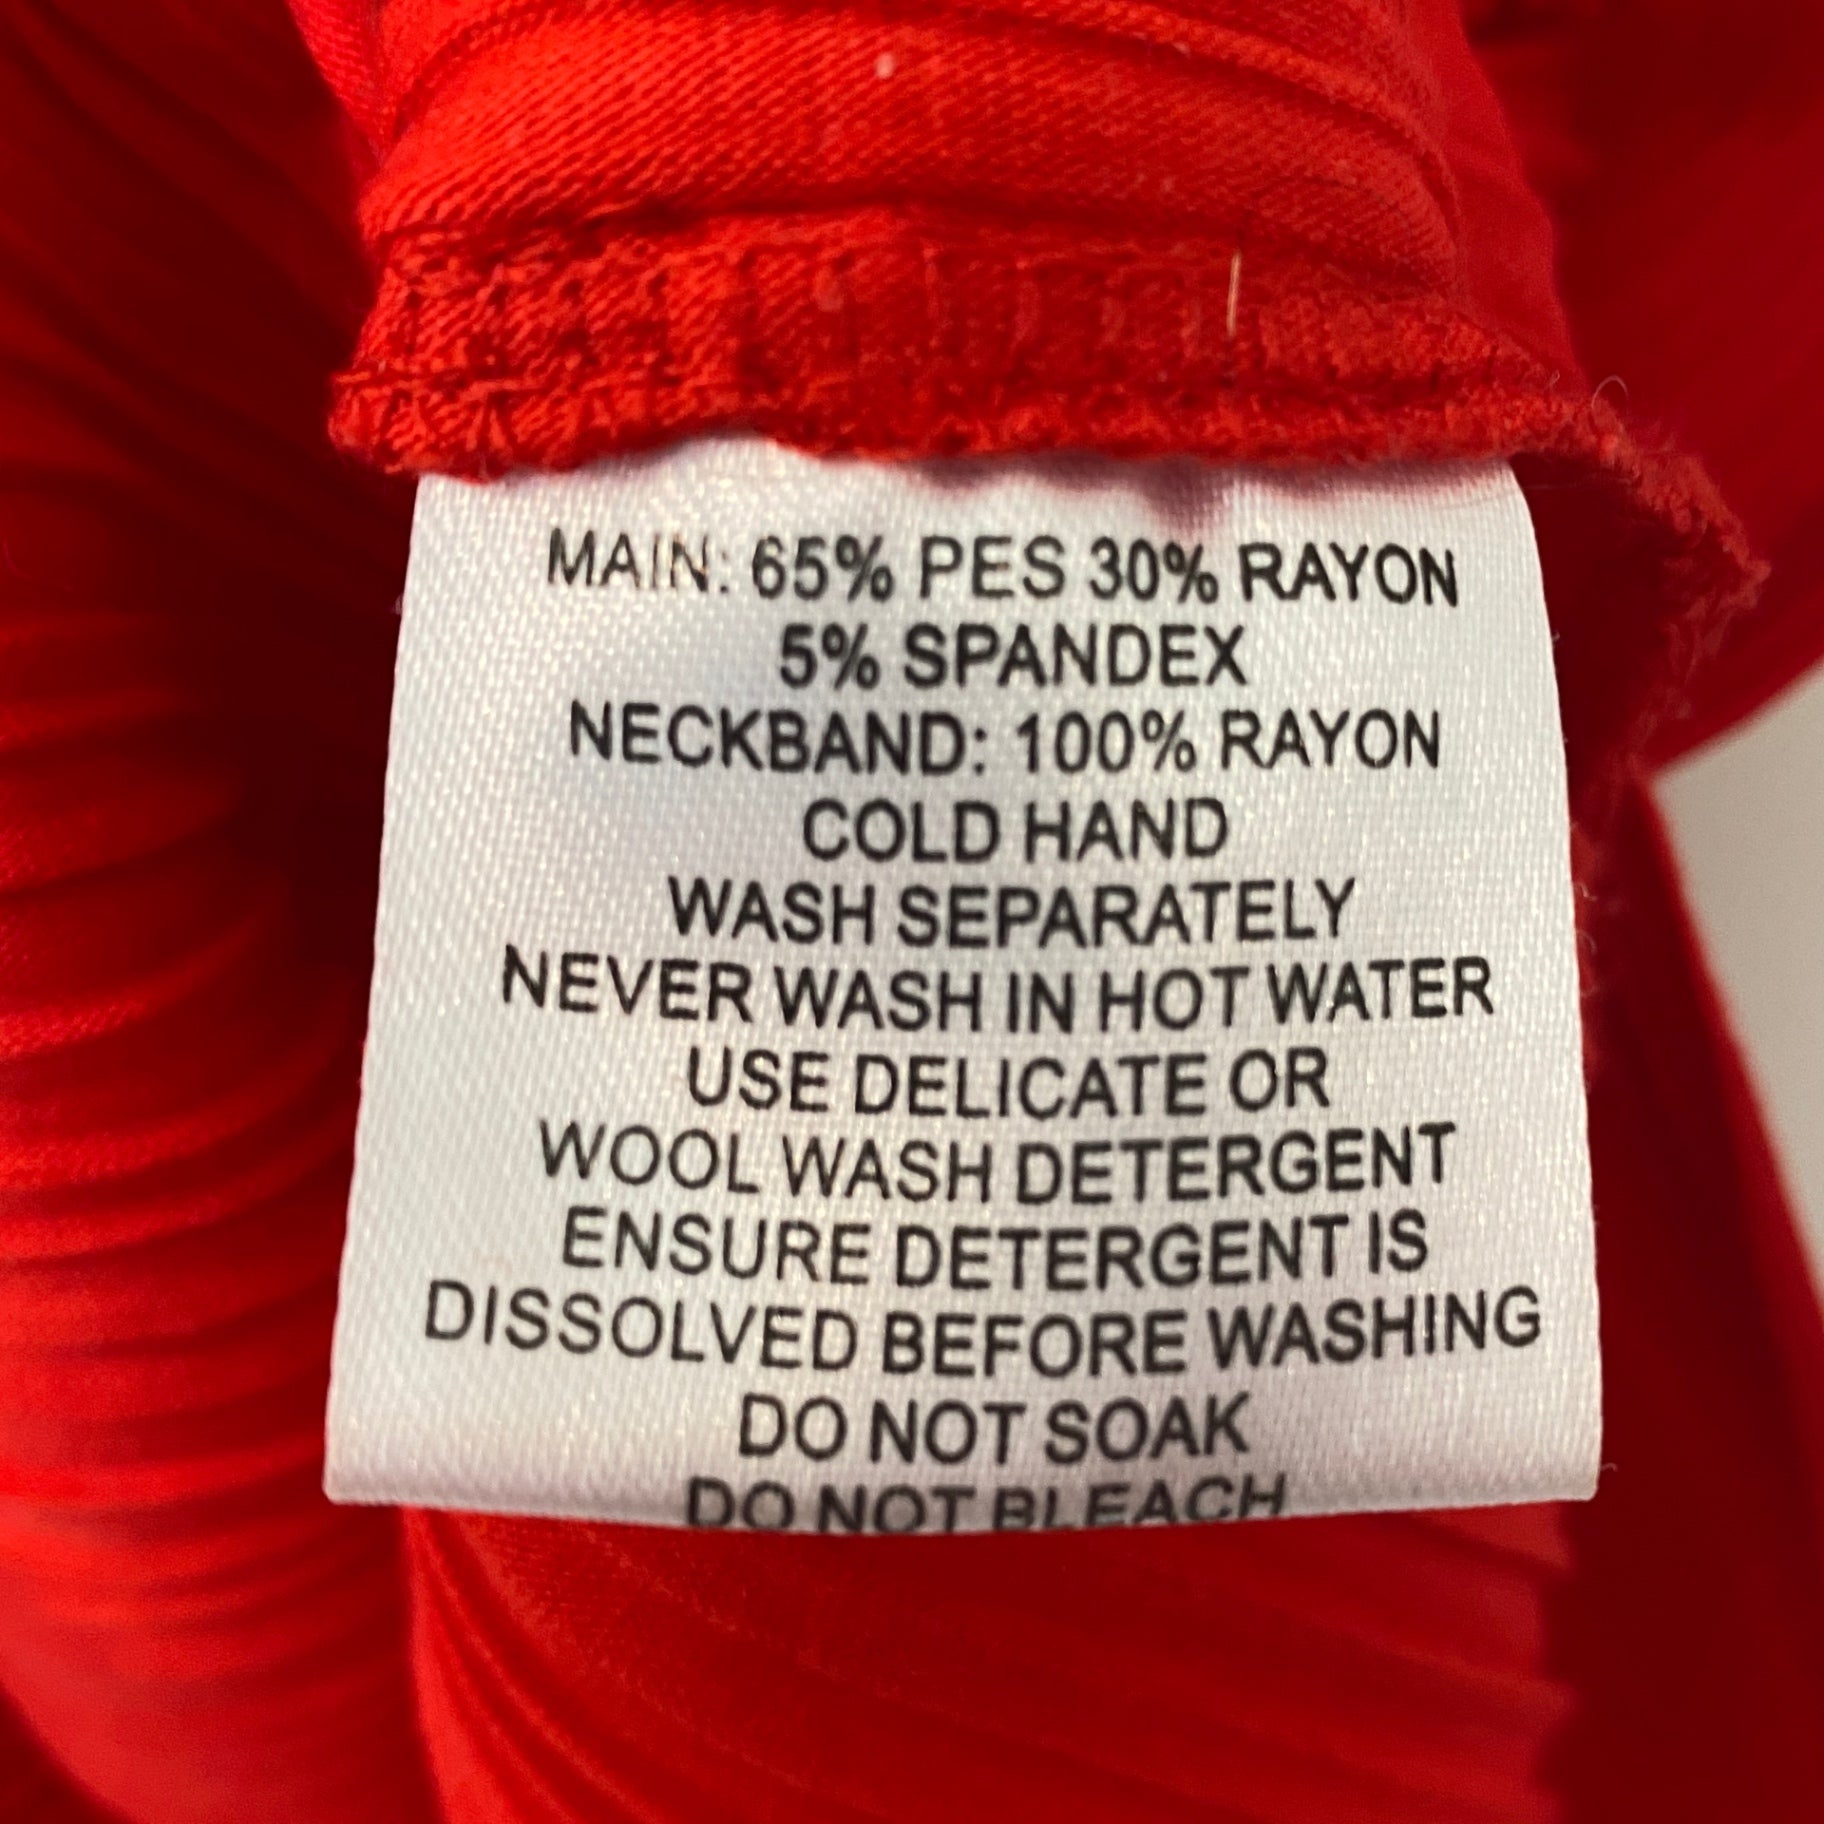 MAIN: 65% PES 30% RAYON
5% SPANDEX
NECKBAND: 100% RAYON
COLD HAND
WASH SEPARATELY
NEVER WASH IN HOT WATER
USE DELICATE OR
WOOL WASH DETERGENT
ENSURE DETERGENT IS
DISSOLVED BEFORE WASHING
DO NOT SOAK
DO NOT BLEACH